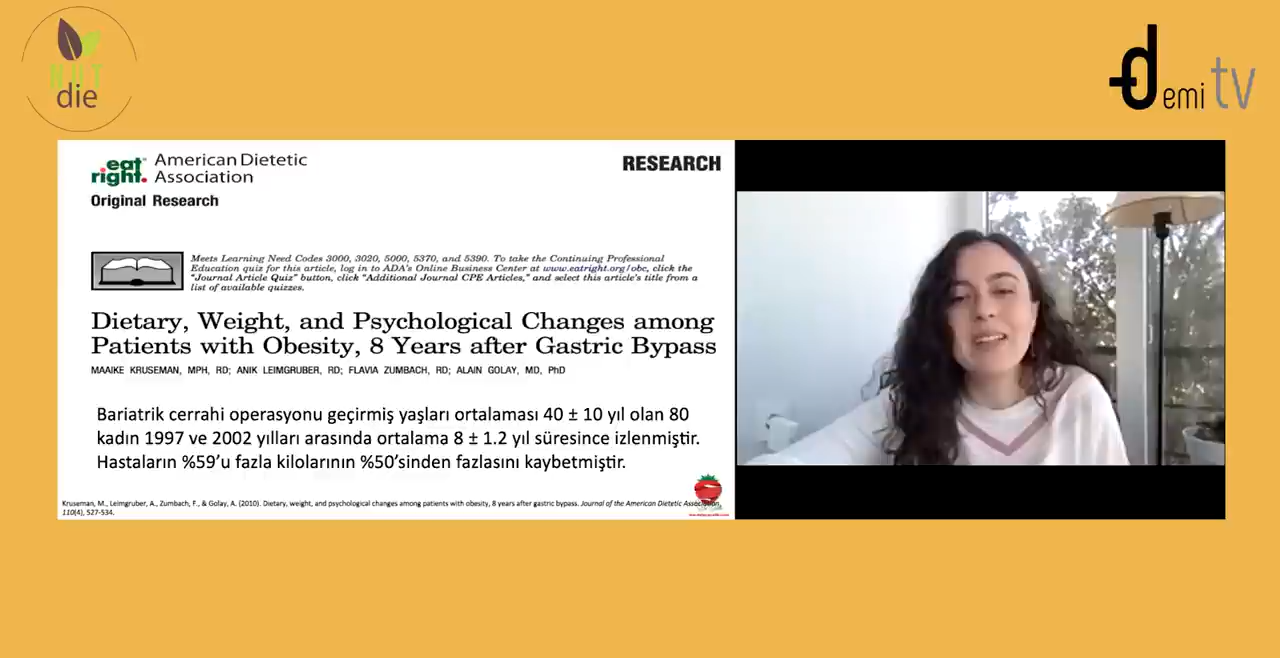 NUT
die
demi tv
eat right. American Dietetic
Association
RESEARCH
Original Research
Meets Learning Need Codes 3000, 3020, 5000, 5370, and 5390. To take the Continuing Professional
Education quiz for this article, log in to ADA's Online Business Center at www.eatright.org/obc, click the
"Journal Article Quiz" button, click "Additional Journal CPE Articles," and select this article's title from a
list of available quizzes.
Dietary, Weight, and Psychological Changes among
Patients with Obesity, 8 Years after Gastric Bypass
MAAIKE KRUSEMAN, MPH, RD; ANIK LEIMGRUBER, RD; FLAVIA ZUMBACH, RD; ALAIN GOLAY, MD, PhD
Bariatrik cerrahi operasyonu geçirmiş yaşları ortalaması 40 ± 10 yıl olan 80
kadın 1997 ve 2002 yılları arasında ortalama 8 ± 1.2 yıl süresince izlenmiştir.
Hastaların %59'u fazla kilolarının %50'sinden fazlasını kaybetmiştir.
Kruseman, M., Leimgruber, A., Zumbach, F., & Golay, A. (2010). Dietary, weight, and psychological changes among patients with obesity, 8 years after gastric bypass. Journal of the American Dietetic Association,
110(4), 527-534.